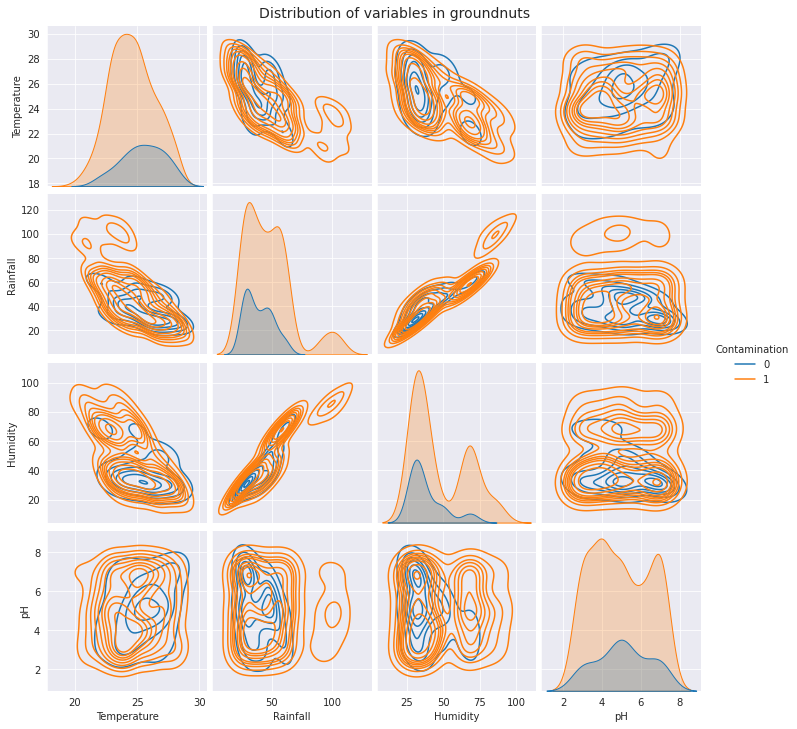 Distribution of variables in groundnuts
30
28
26
24
22
20
18
Temperature
120
100
80
60
40
20
Rainfall
100
80
60
40
20
Humidity
8
6
4
2
pH
Contamination
0
1
20 25 30
50 100
25 50 75 100
2 4 6 8
Temperature Rainfall Humidity pH